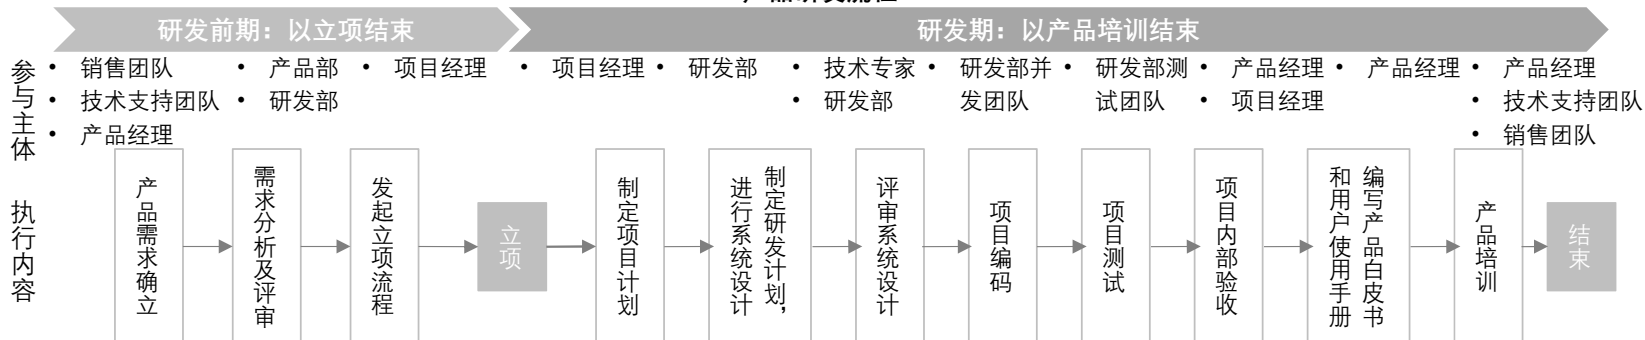 研发前期：以立项结束
研发期：以产品培训结束
参与主体
• 销售团队
• 技术支持团队
• 产品经理
• 产品部
• 研发部
• 项目经理
• 项目经理
• 研发部
• 技术专家
• 研发部
• 研发部并
发团队
• 研发部测
试团队
• 产品经理
• 项目经理
• 产品经理
• 产品经理
• 技术支持团队
• 销售团队
执行内容
产品需求确立
需求分析及评审
发起立项流程
立项
制定项目计划
制定研发计划，
进行系统设计
评审系统设计
项目编码
项目测试
项目内部验收
编写产品白皮书
和用户使用手册
产品培训
结束